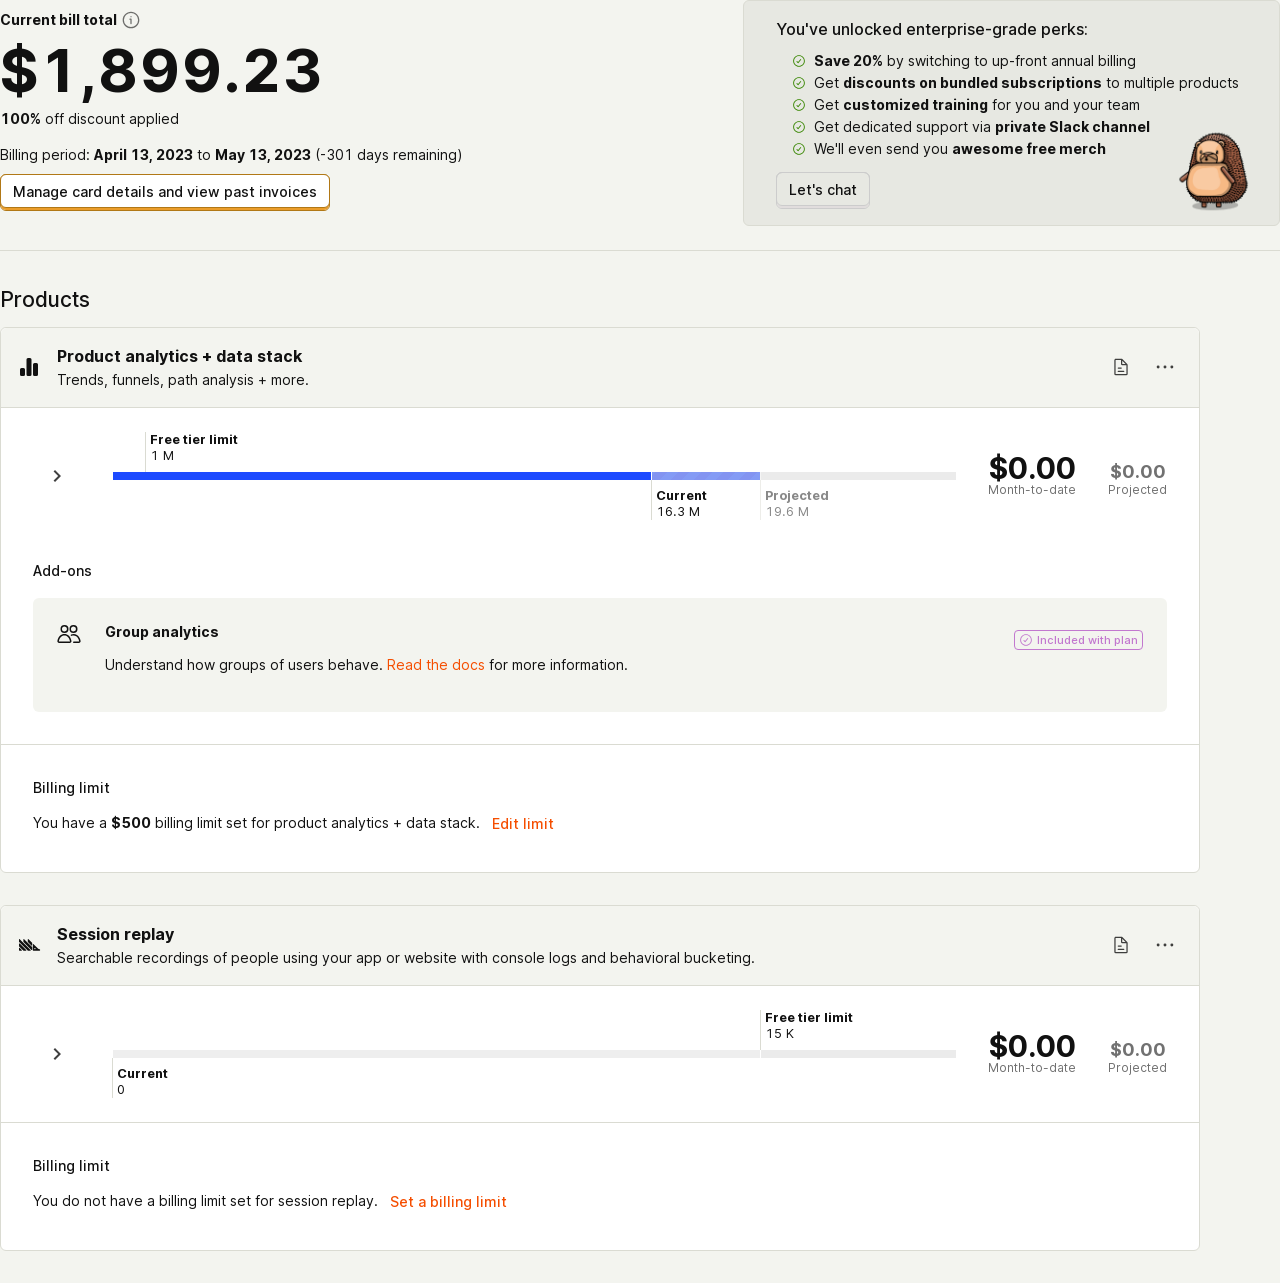 Current bill total
$1,899.23
100% off discount applied
Billing period: April 13, 2023 to May 13, 2023 (-301 days remaining)
Manage card details and view past invoices
You've unlocked enterprise-grade perks:
Save 20% by switching to up-front annual billing
Get discounts on bundled subscriptions to multiple products
Get customized training for you and your team
Get dedicated support via private Slack channel
We'll even send you awesome free merch
Let's chat
Products
Product analytics + data stack
Trends, funnels, path analysis + more.
Free tier limit
1 M
Current
16.3 M
Projected
19.6 M
$0.00
Month-to-date
$0.00
Projected
Add-ons
Group analytics
Included with plan
Understand how groups of users behave. Read the docs for more information.
Billing limit
You have a $500 billing limit set for product analytics + data stack. Edit limit
Session replay
Searchable recordings of people using your app or website with console logs and behavioral bucketing.
Free tier limit
15 K
Current
0
$0.00
Month-to-date
$0.00
Projected
Billing limit
You do not have a billing limit set for session replay. Set a billing limit